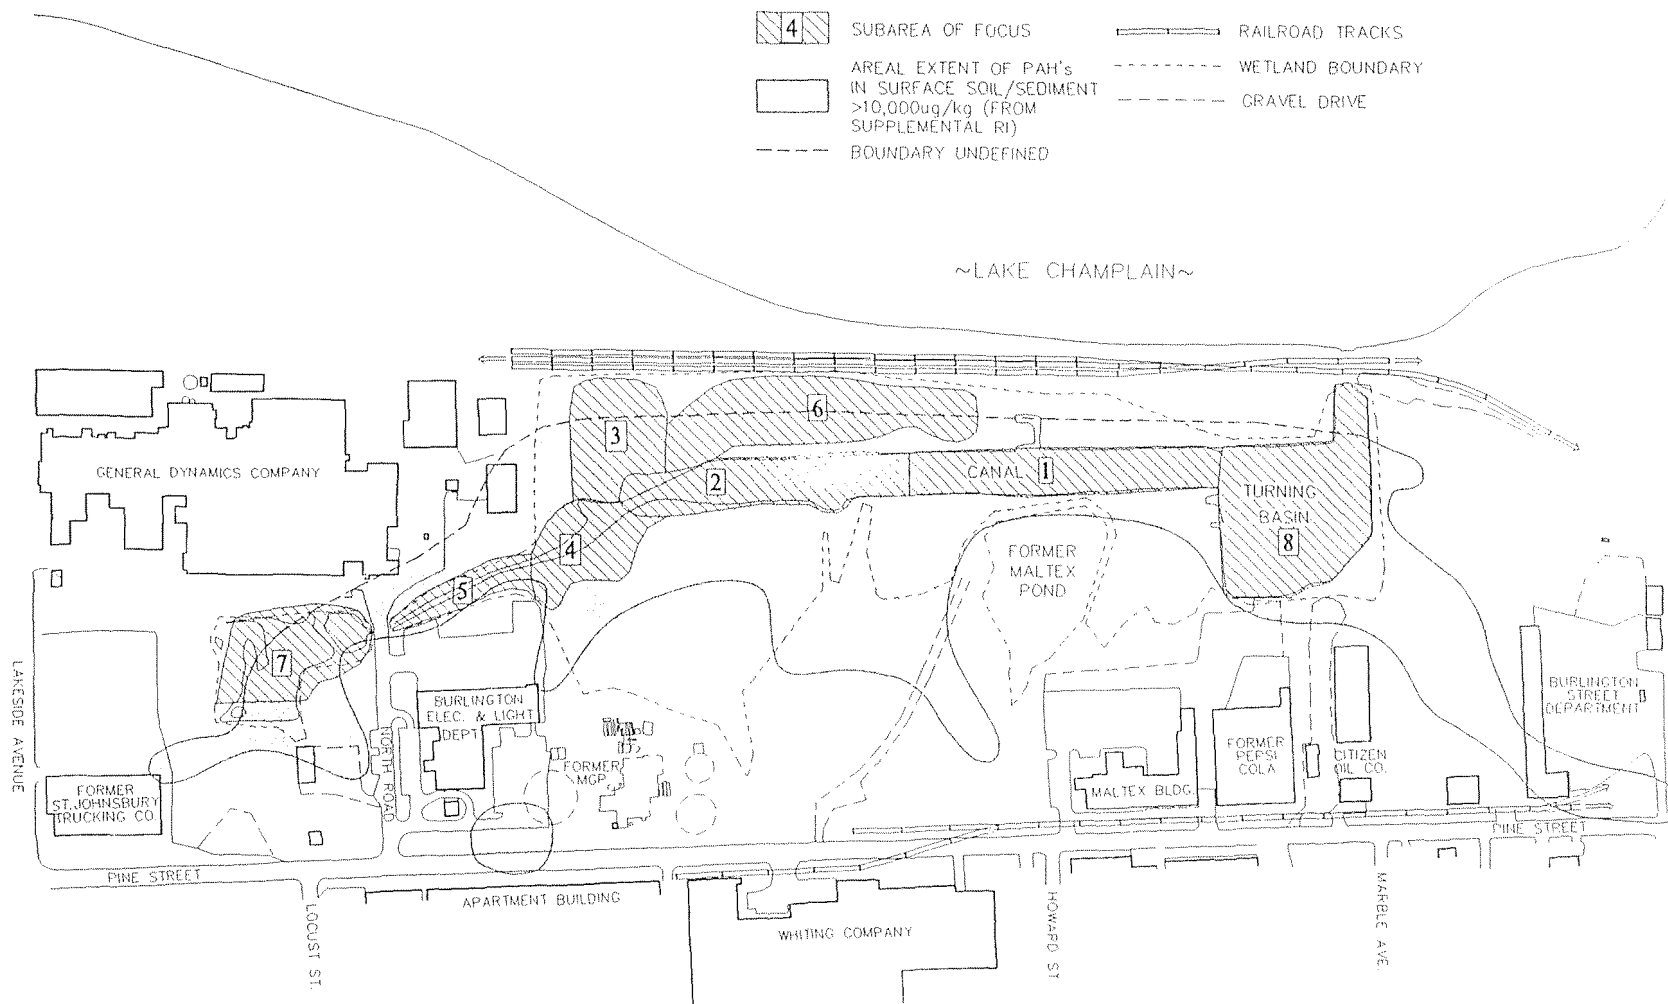 4
SUBAREA OF FOCUS
RAILROAD TRACKS
AREAL EXTENT OF PAH's
IN SURFACE SOIL/SEDIMENT
>10,000ug/kg (FROM
SUPPLEMENTAL RI)
WETLAND BOUNDARY
GRAVEL DRIVE
BOUNDARY UNDEFINED
~LAKE CHAMPLAIN~
6
3
GENERAL DYNAMICS COMPANY
2
CANAL
1
TURNING
BASIN
8
4
FORMER
MALTEX
POND
5
7
LAKESIDE AVENUE
BURLINGTON
ELEC. & LIGHT
DEPT
NORTH ROAD
FORMER
MGP
BURLINGTON
STREET
DEPARTMENT
FORMER
PEPSI
COLA
CITIZEN
OIL CO.
MALTEX BLDG.
FORMER
ST. JOHNSBURY
TRUCKING CO.
PINE STREET
PINE STREET
APARTMENT BUILDING
LOCUST ST.
WHITING COMPANY
HOWARD ST
MARBLE AVE.